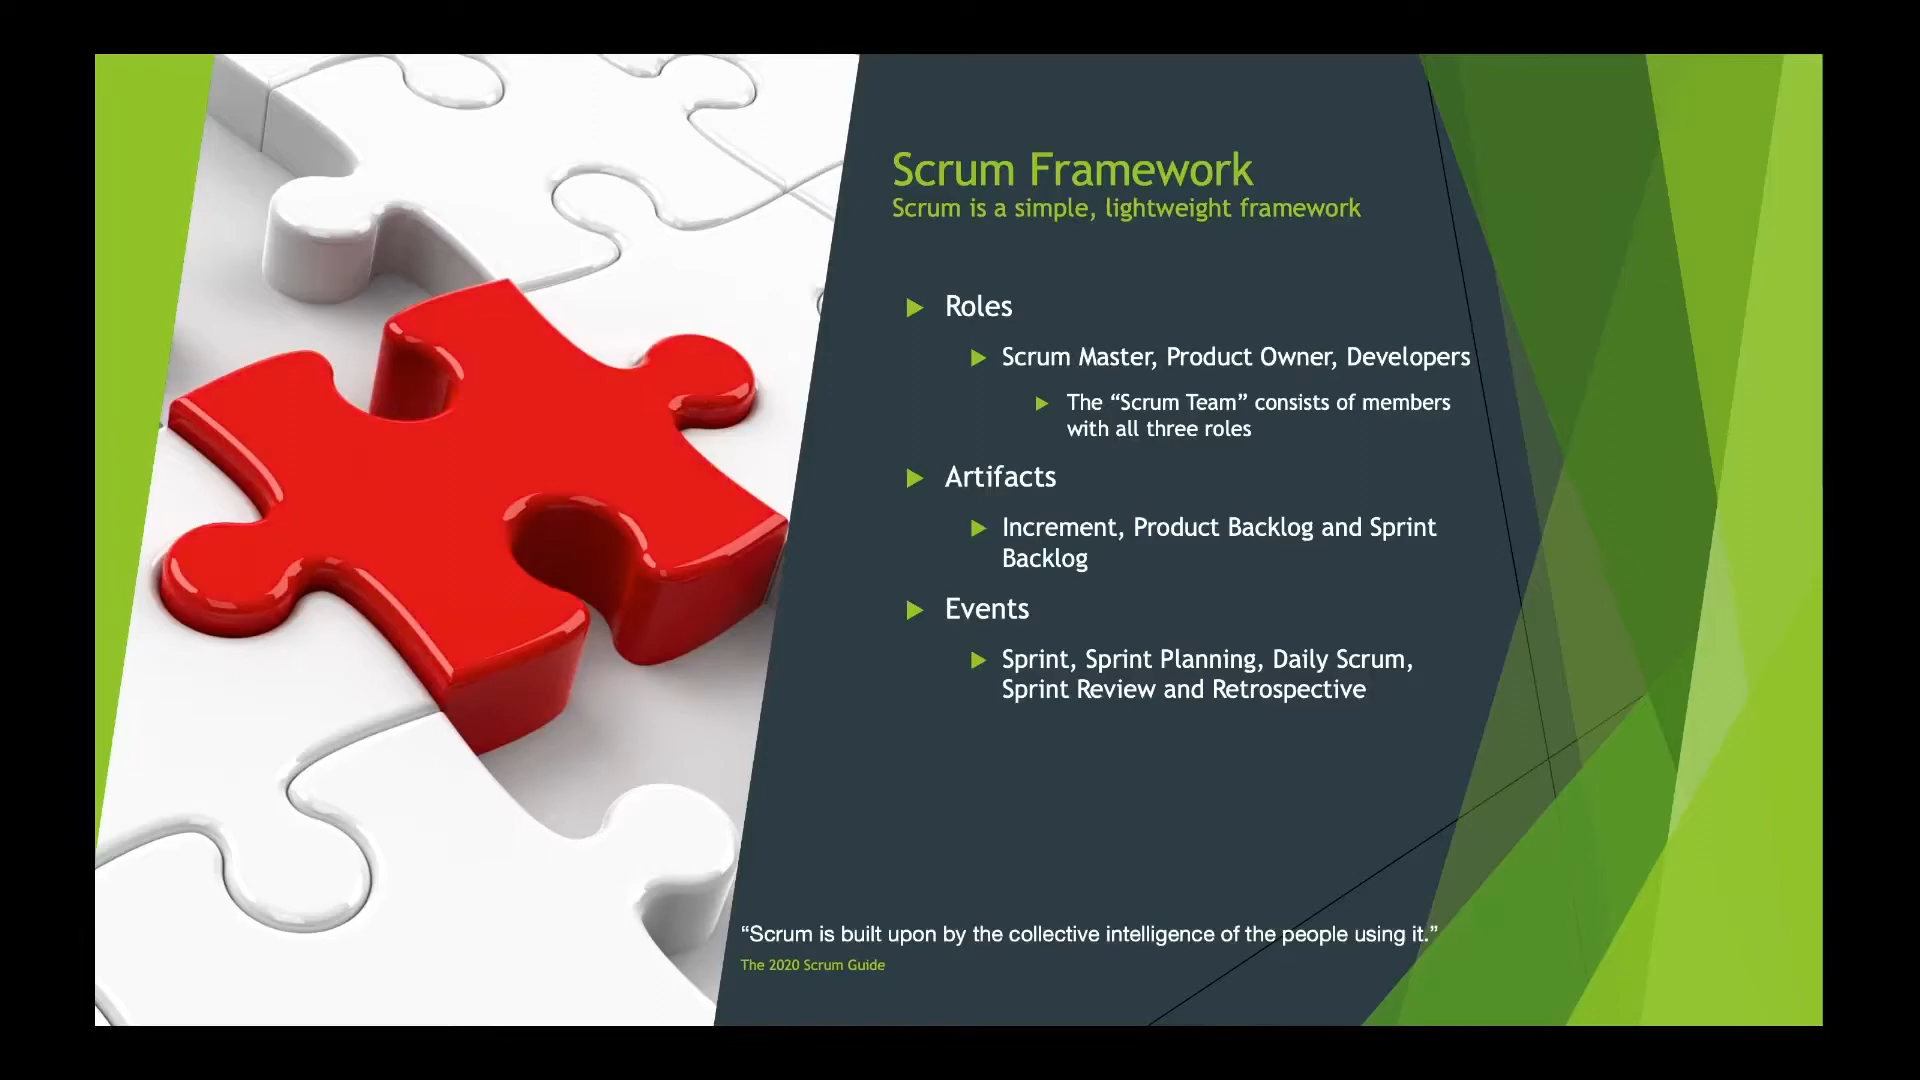 Scrum Framework
Scrum is a simple, lightweight framework
Roles
Scrum Master, Product Owner, Developers
The “Scrum Team” consists of members
with all three roles
Artifacts
Increment, Product Backlog and Sprint
Backlog
Events
Sprint, Sprint Planning, Daily Scrum,
Sprint Review and Retrospective
“Scrum is built upon by the collective intelligence of the people using it.”
The 2020 Scrum Guide